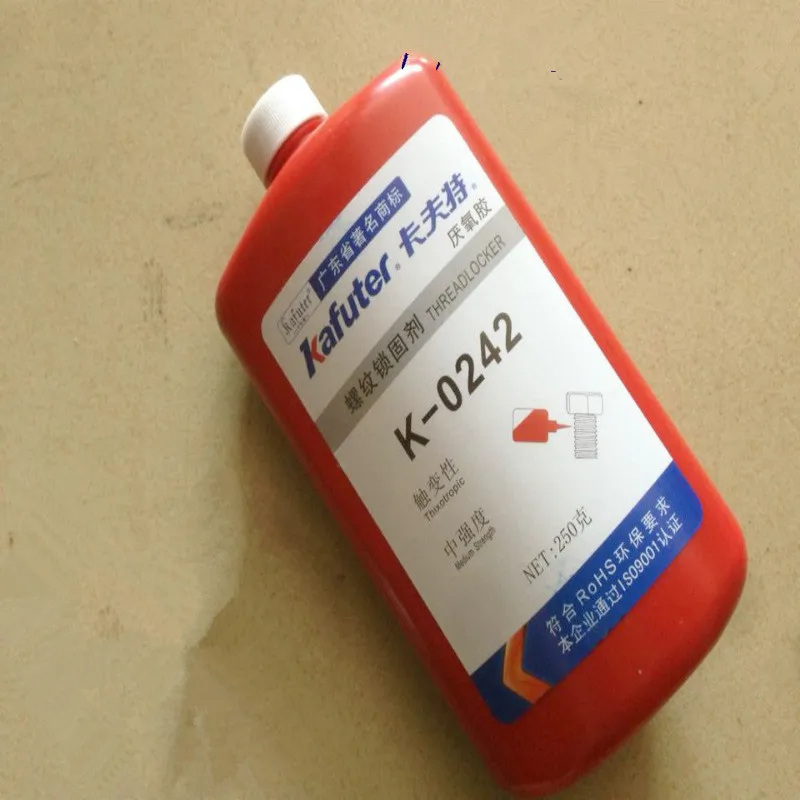 广东省著名商标
Kafuter®
Kafuter® 卡夫特®
厌氧胶
螺纹锁固剂 THREADLOCKER
K-0242
触变性
Thixotropic
中强度
Medium Strength
NET:250克
符合RoHS环保要求
本企业通过ISO9001认证